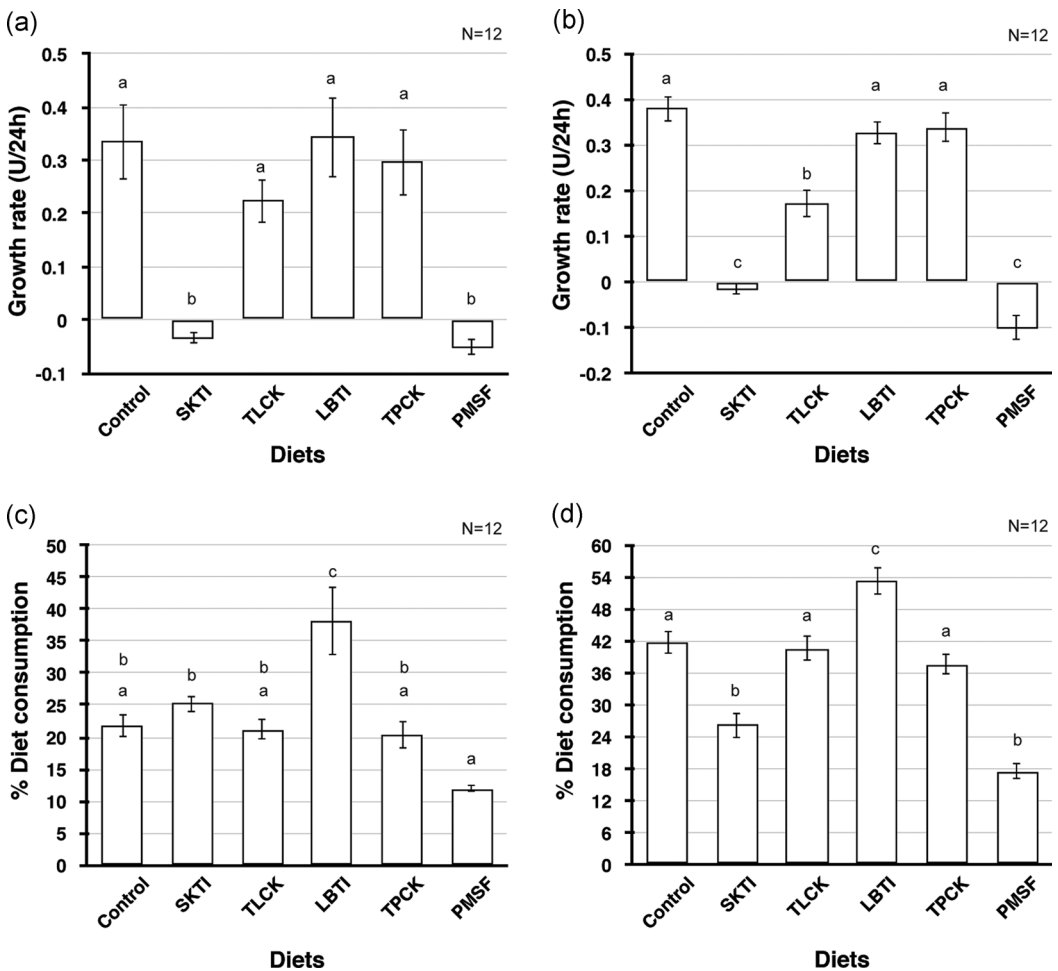 (a)
N=12
Growth rate (U/24h)
0.5
0.4
0.3
0.2
0.1
0
-0.1
a
b
a
a
a
b
Control
SKTI
TLCK
LBTI
TPCK
PMSF
Diets
(b)
N=12
Growth rate (U/24h)
0.5
0.4
0.3
0.2
0.1
0
-0.1
-0.2
a
c
b
a
a
c
Control
SKTI
TLCK
LBTI
TPCK
PMSF
Diets
(c)
N=12
% Diet consumption
50
45
40
35
30
25
20
15
10
5
0
b
a
b
b
a
c
b
a
a
Control
SKTI
TLCK
LBTI
TPCK
PMSF
Diets
(d)
N=12
% Diet consumption
60
54
48
42
36
30
24
18
12
6
0
a
b
a
c
a
b
Control
SKTI
TLCK
LBTI
TPCK
PMSF
Diets